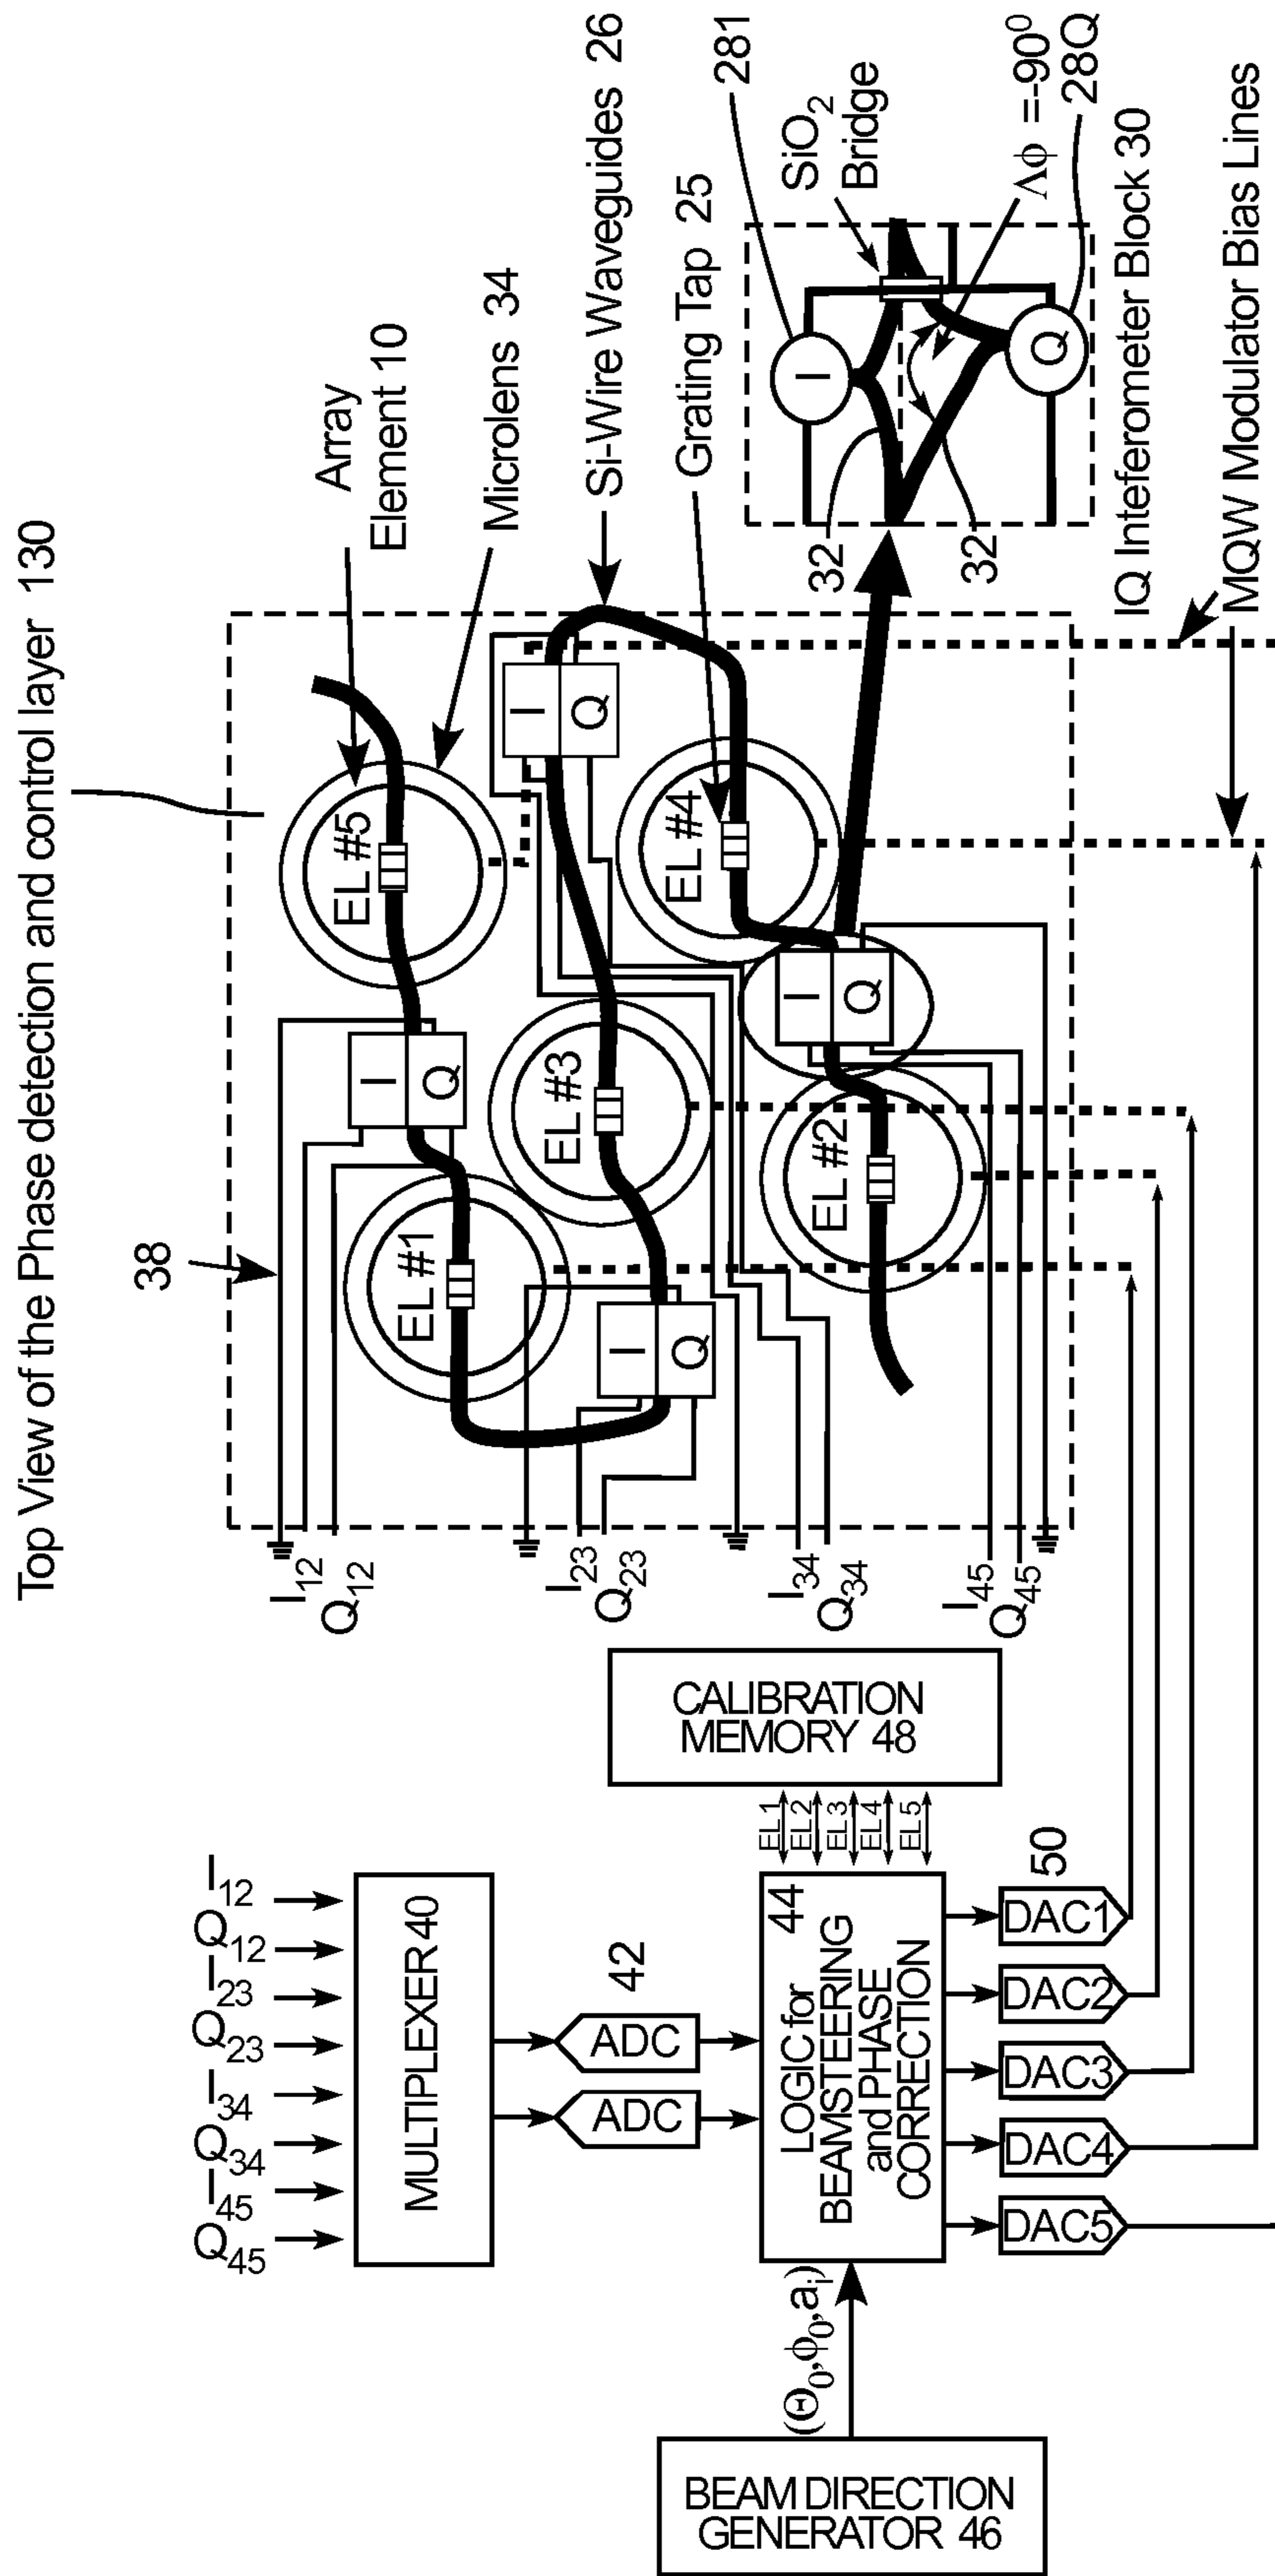 Top View of the Phase detection and control layer 130
Array
Element 10
Microlens 34
Si-Wire Waveguides 26
Grating Tap 25
281
SiO2
Bridge
Λϕ =-90⁰
28Q
IQ Inteferometer Block 30
MQW Modulator Bias Lines
32
32
I
Q
38
EL #1
EL #2
EL #3
EL #4
EL #5
I
Q
I
Q
I
Q
I
Q
I12
Q12
I23
Q23
I34
Q34
I45
Q45
I12
Q12
I23
Q23
I34
Q34
I45
Q45
MULTIPLEXER 40
42
ADC
ADC
CALIBRATION
MEMORY 48
EL1
EL2
EL3
EL4
EL5
44
LOGIC for
BEAMSTEERING
and PHASE
CORRECTION
50
DAC1
DAC2
DAC3
DAC4
DAC5
(Θ0,ϕ0,ai)
BEAM DIRECTION
GENERATOR 46